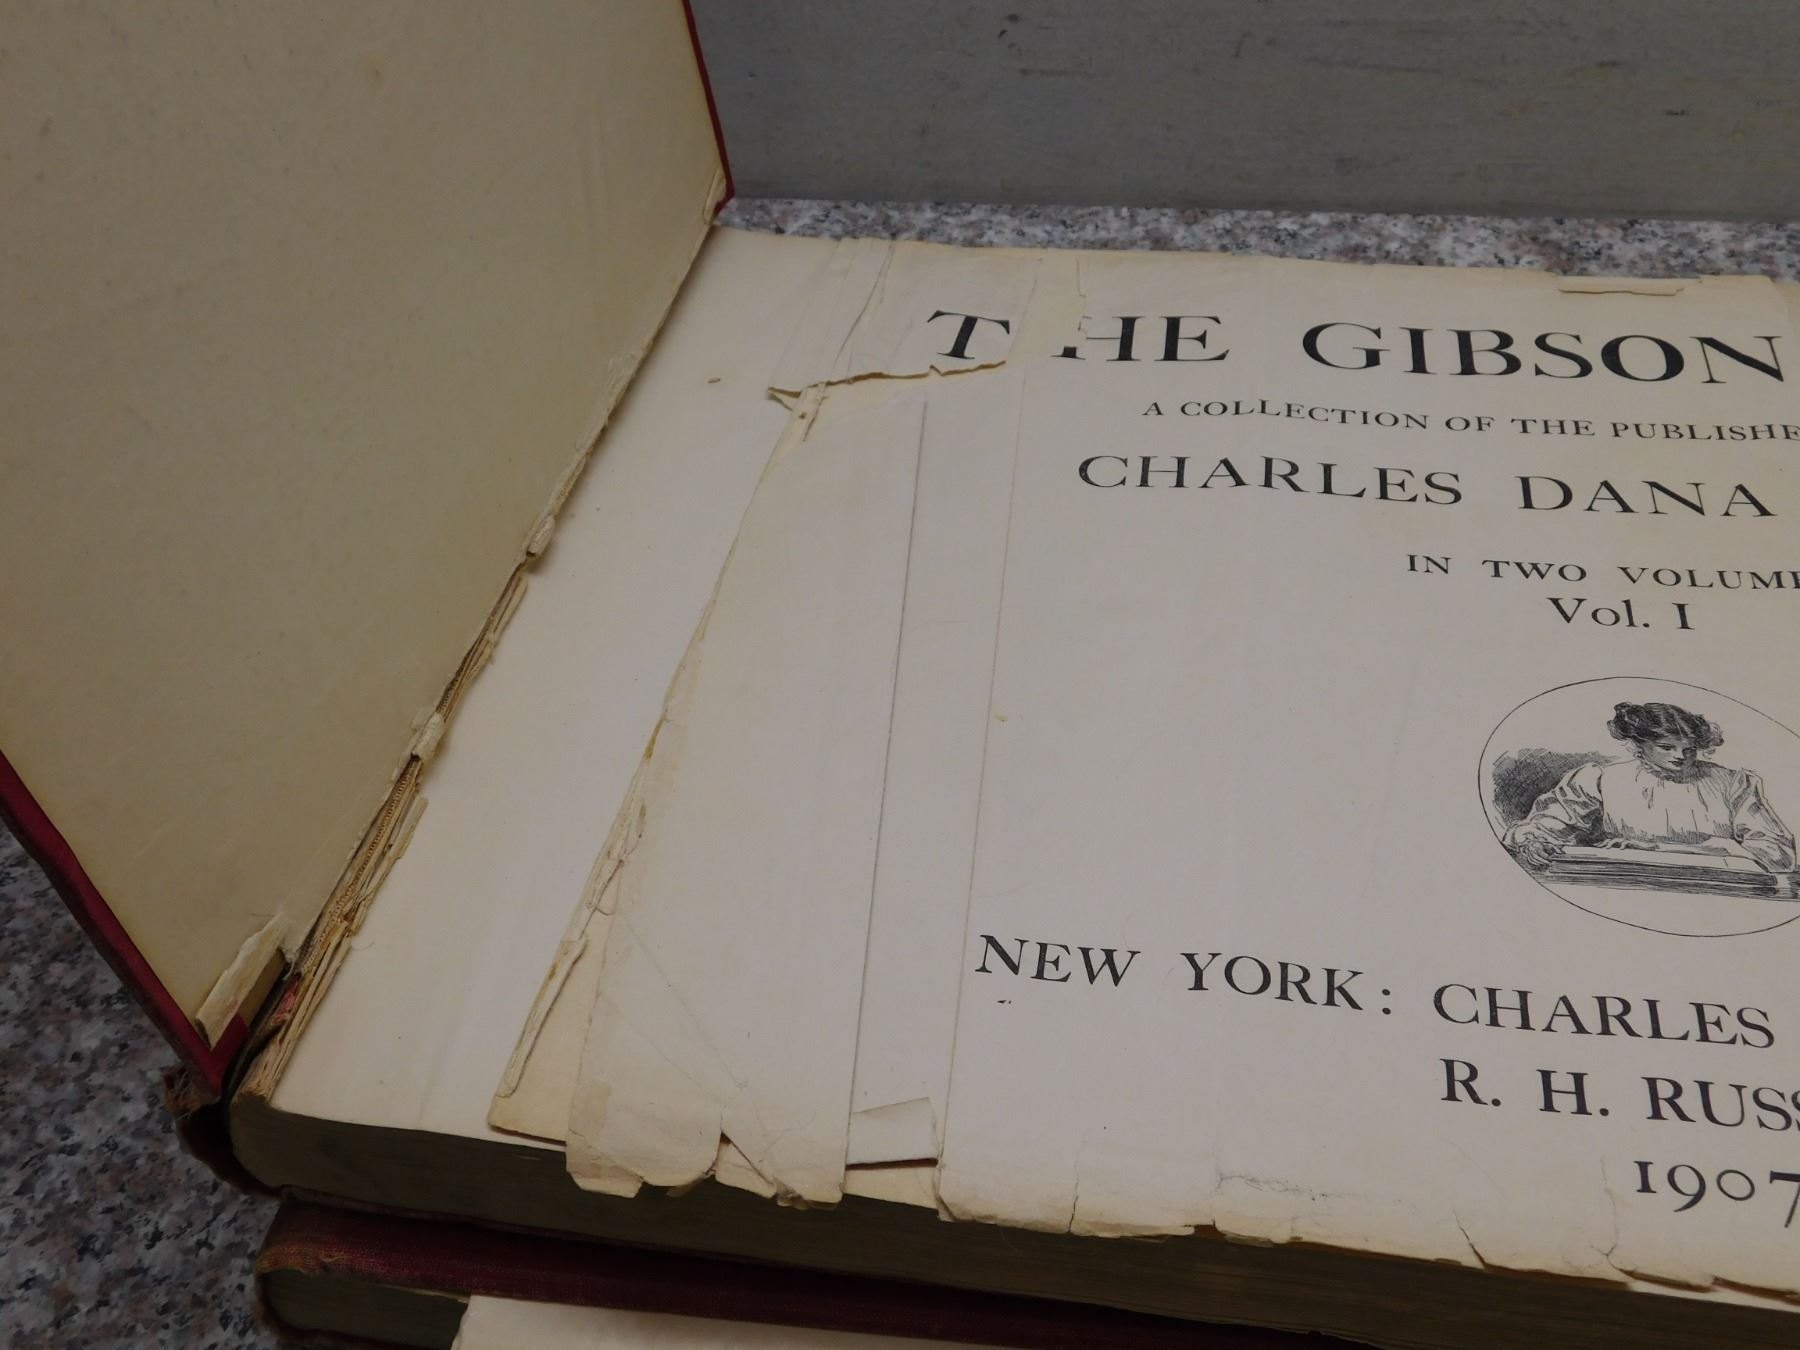 THE GIBSON
A COLLECTION OF THE PUBLISHE
CHARLES DANA
IN TWO VOLUME
Vol. I
NEW YORK: CHARLES
R. H. RUSS
1907